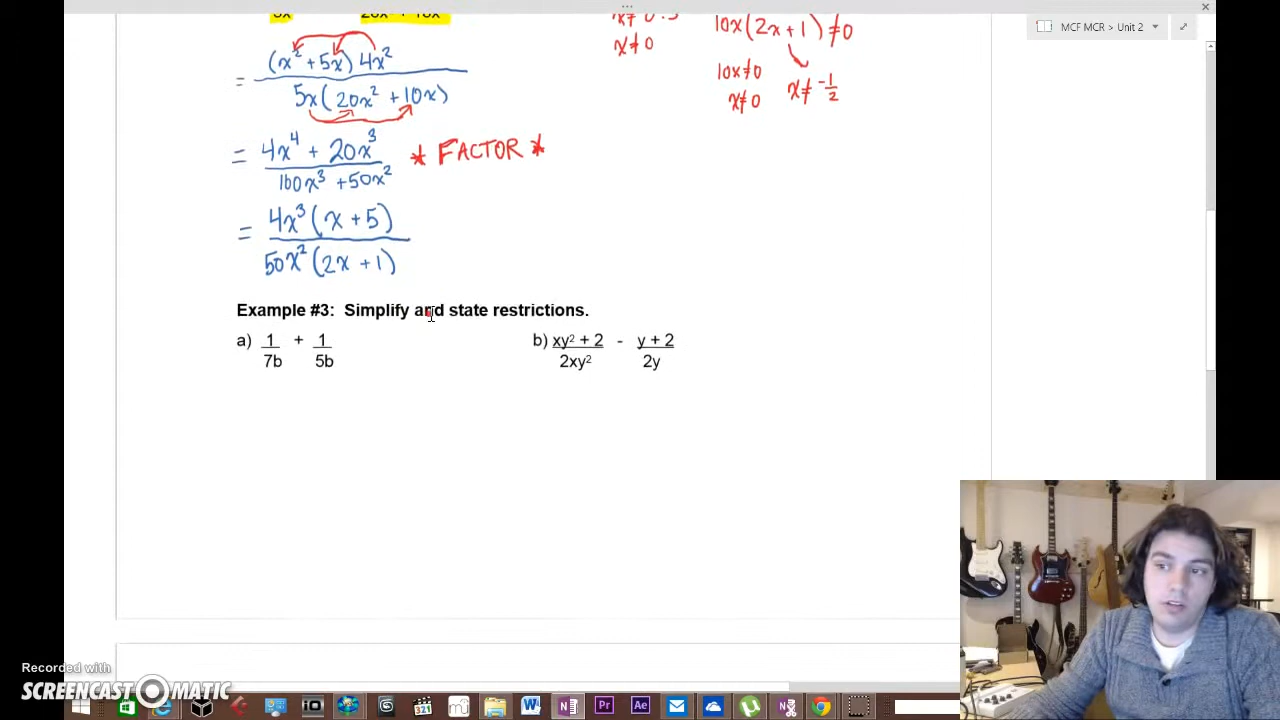 MCF MCR > Unit 2
x≠0
10x(2x+1)≠0
10x≠0
x≠0
x≠ -1/2
= (x² + 5x) 4x²
5x(20x² + 10x)
= 4x⁴ + 20x³ * FACTOR *
100x³ + 50x²
= 4x³(x + 5)
50x²(2x + 1)
Example #3: Simplify and state restrictions.
a) 1 + 1
7b 5b
b) xy² + 2 - y + 2
2xy² 2y
Recorded with
SCREENCAST MATIC